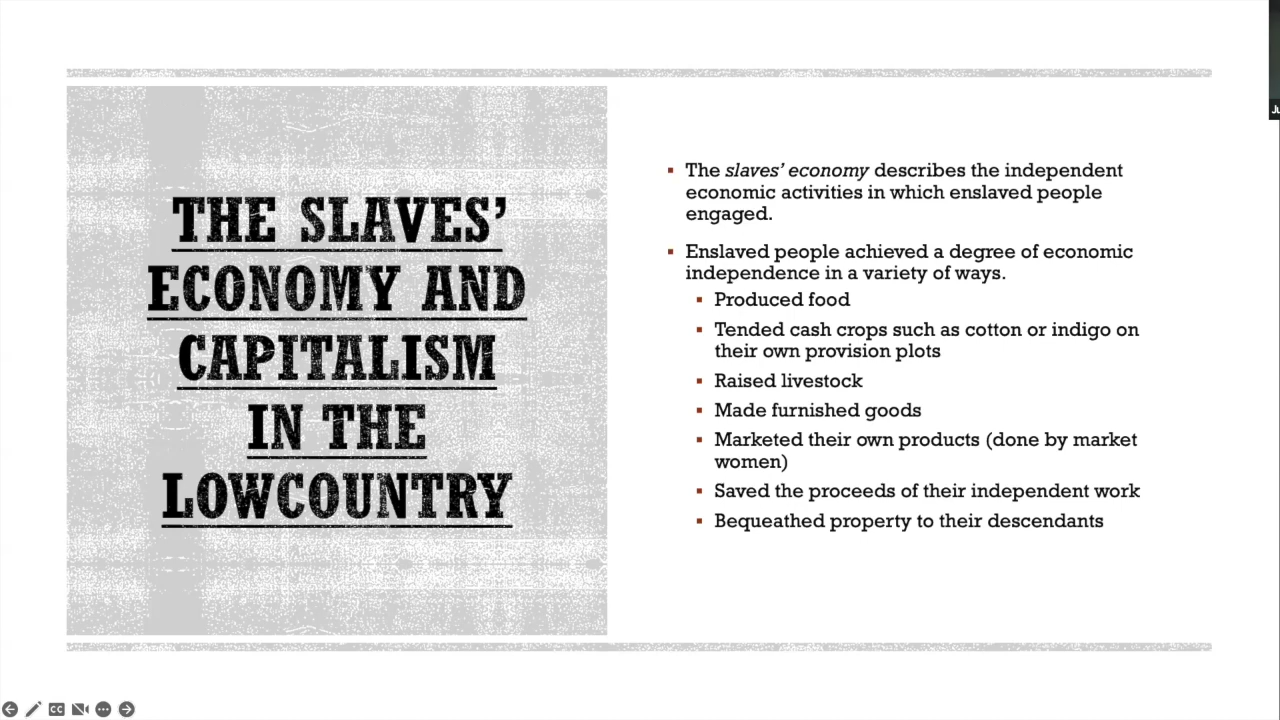 THE SLAVES'
ECONOMY AND
CAPITALISM
IN THE
LOWCOUNTRY
▪ The slaves' economy describes the independent
economic activities in which enslaved people
engaged.
▪ Enslaved people achieved a degree of economic
independence in a variety of ways.
▪ Produced food
▪ Tended cash crops such as cotton or indigo on
their own provision plots
▪ Raised livestock
▪ Made furnished goods
▪ Marketed their own products (done by market
women)
▪ Saved the proceeds of their independent work
▪ Bequeathed property to their descendants
CC